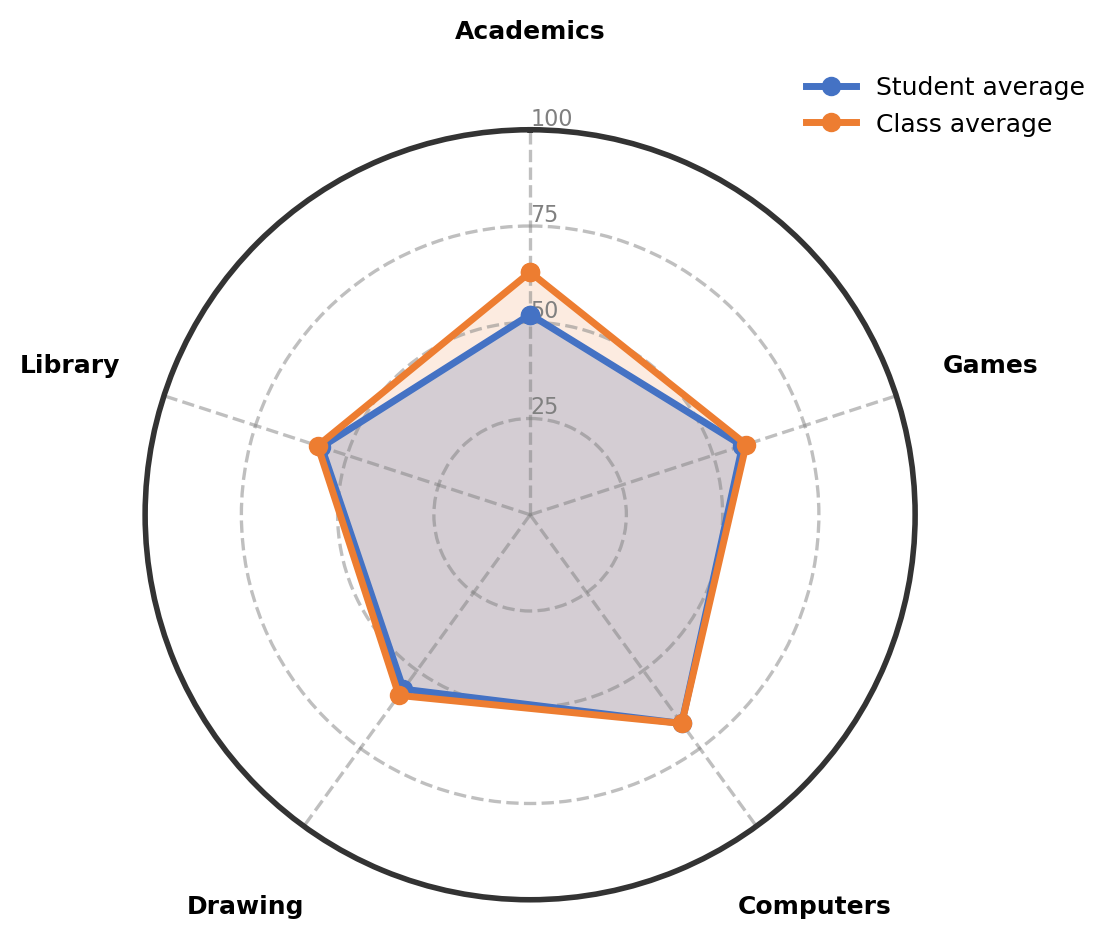 Academics
Student average
Class average
100
75
50
25
Library
Games
Drawing
Computers